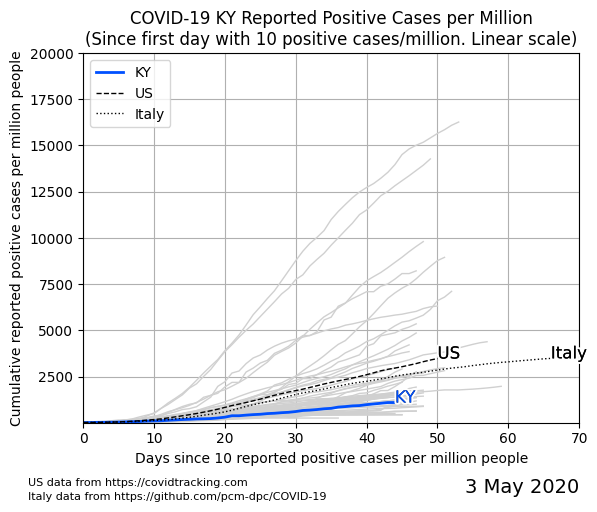 COVID-19 KY Reported Positive Cases per Million
(Since first day with 10 positive cases/million. Linear scale)
Cumulative reported positive cases per million people
20000
17500
15000
12500
10000
7500
5000
2500
KY
US
Italy
US
Italy
KY
0 10 20 30 40 50 60 70
Days since 10 reported positive cases per million people
US data from https://covidtracking.com
Italy data from https://github.com/pcm-dpc/COVID-19
3 May 2020